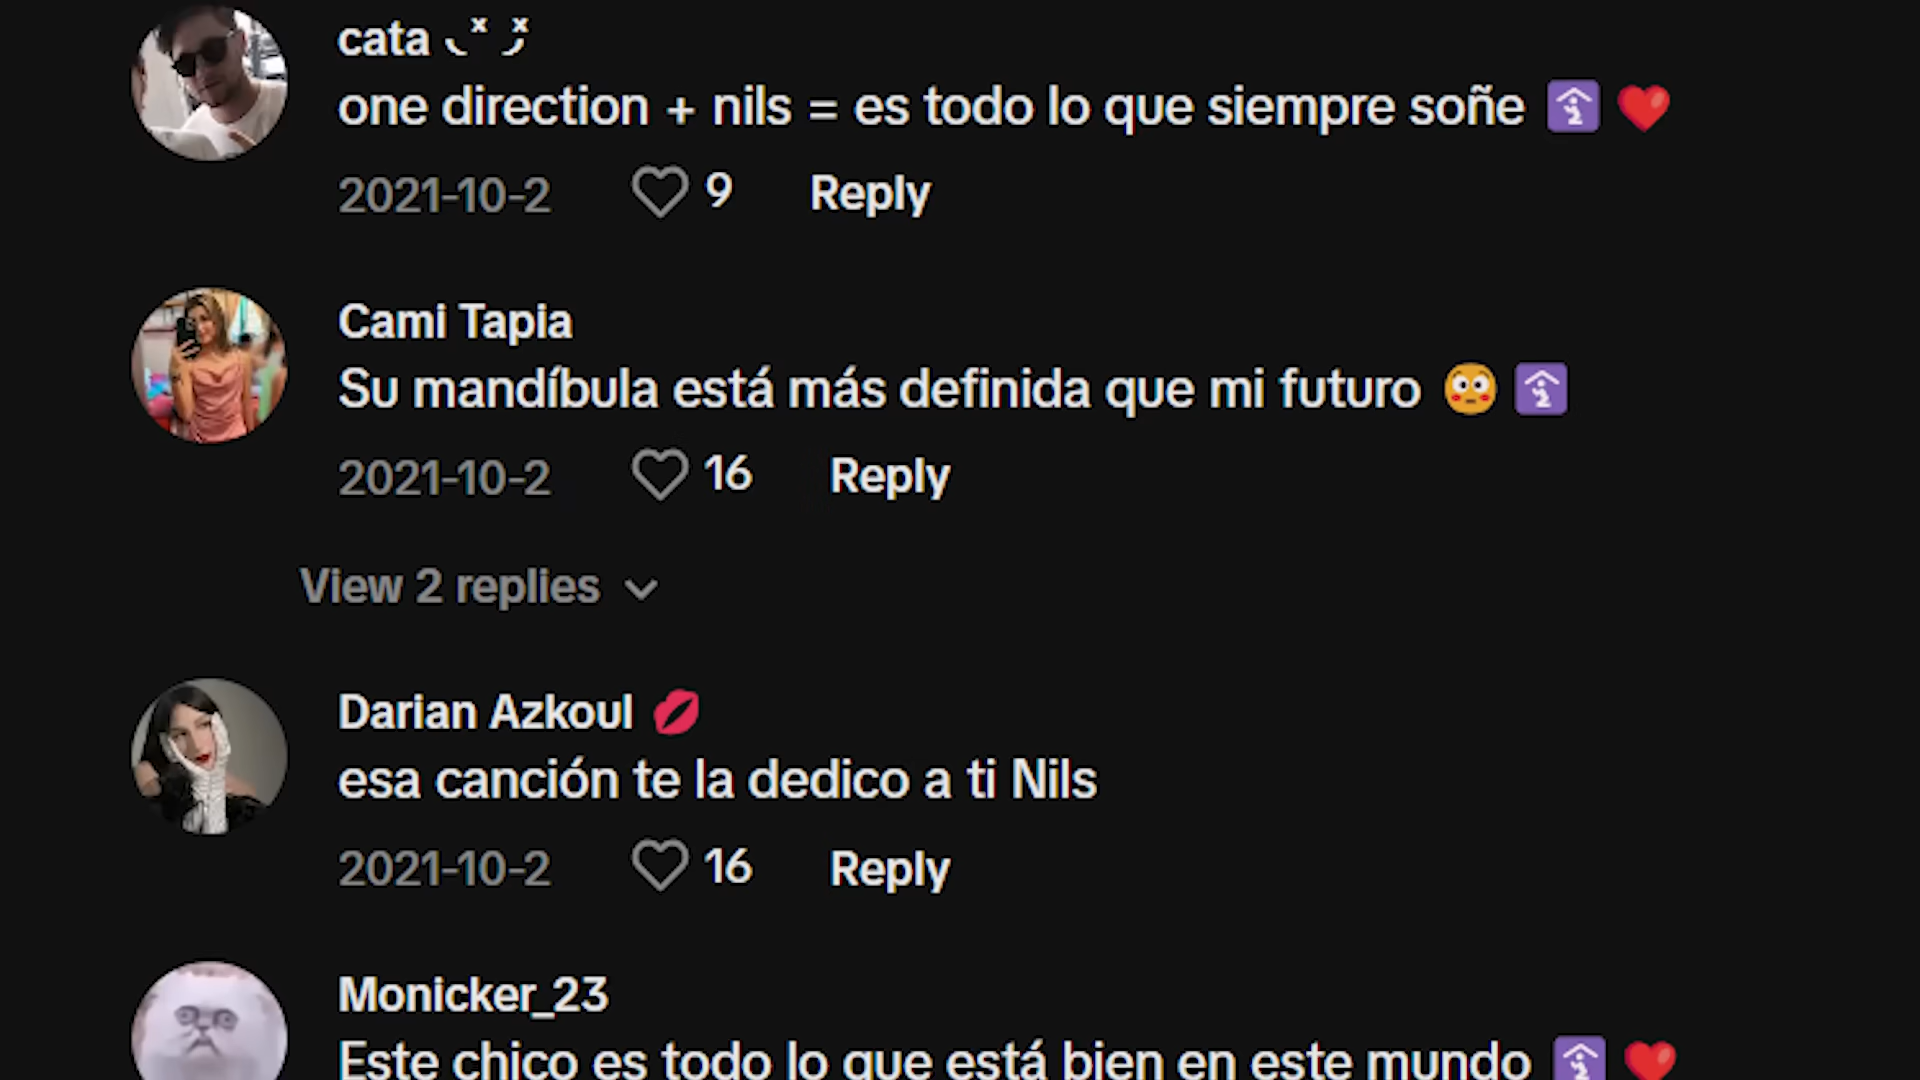 cata ◟ˣ ◞ˣ
one direction + nils = es todo lo que siempre soñe 🛐 ❤️
2021-10-2 9 Reply
Cami Tapia
Su mandíbula está más definida que mi futuro 😳 🛐
2021-10-2 16 Reply
View 2 replies
Darian Azkoul 💋
esa canción te la dedico a ti Nils
2021-10-2 16 Reply
Monicker_23
Este chico es todo lo que está bien en este mundo 🛐 ❤️